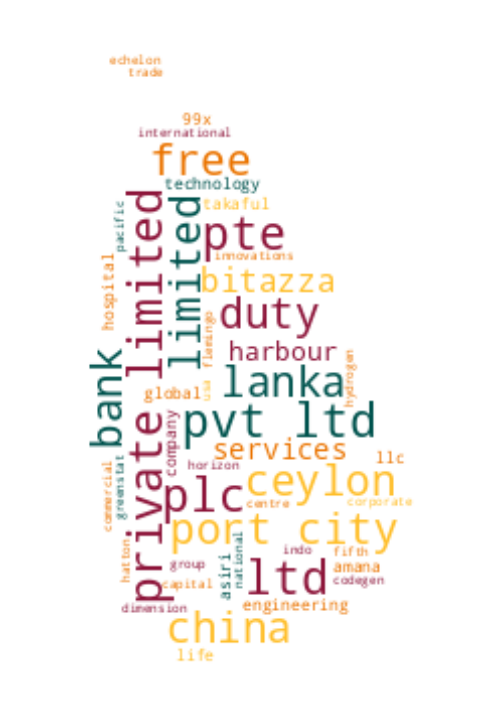 echelon
trade
99x
international
free
technology
pacific
private limited
limited
takaful
pte
innovations
hospital
bitazza
duty
flemingo
harbour
bank
lanka
hydrogen
global
usa
pvt ltd
company
services
llc
horizon
commercial
greenstat
plc
ceylon
centre
corporate
port city
hatton
national
indo
fifth
group
asiri
ltd
amana
capital
codegen
dimension
engineering
china
life